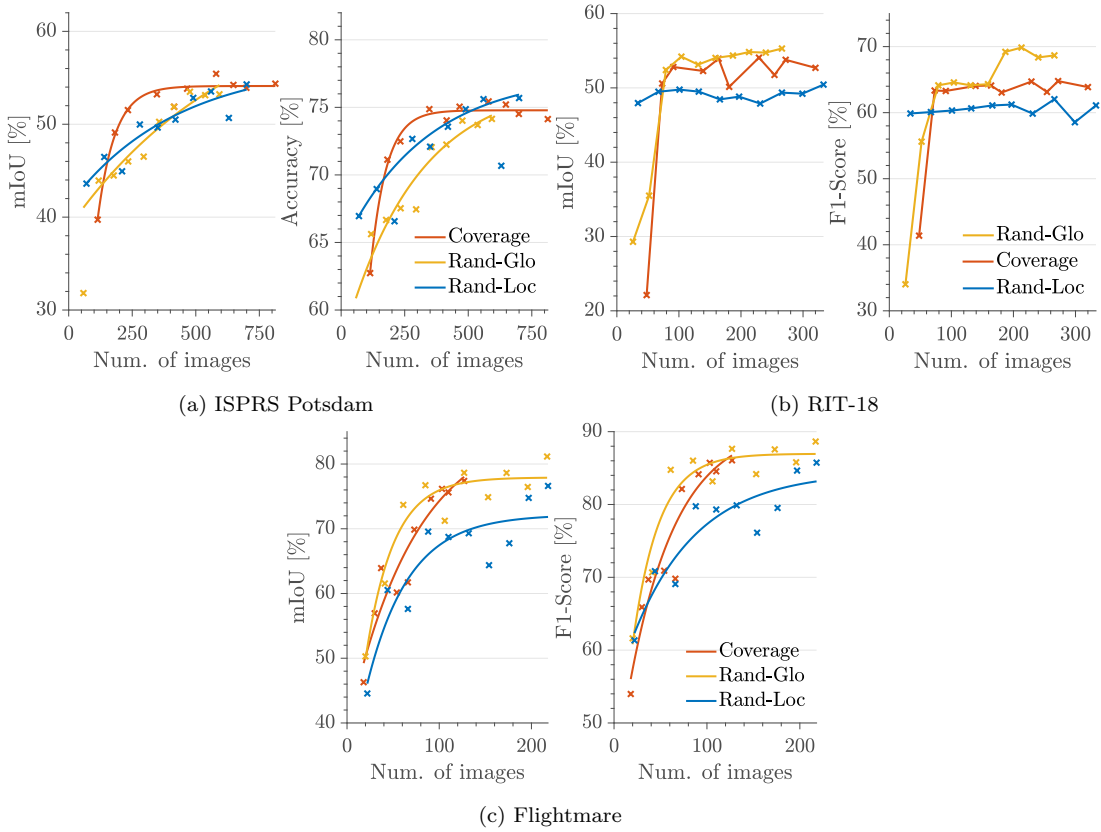 60
50
40
30
mIoU [%]
0
250
500
750
Num. of images
80
75
70
65
60
Accuracy [%]
Coverage
Rand-Glo
Rand-Loc
0
250
500
750
Num. of images
(a) ISPRS Potsdam
60
50
40
30
20
mIoU [%]
0
100
200
300
Num. of images
80
70
60
50
40
30
F1-Score [%]
Rand-Glo
Coverage
Rand-Loc
0
100
200
300
Num. of images
(b) RIT-18
80
70
60
50
40
mIoU [%]
0
100
200
Num. of images
90
80
70
60
50
F1-Score [%]
Coverage
Rand-Glo
Rand-Loc
0
100
200
Num. of images
(c) Flightmare